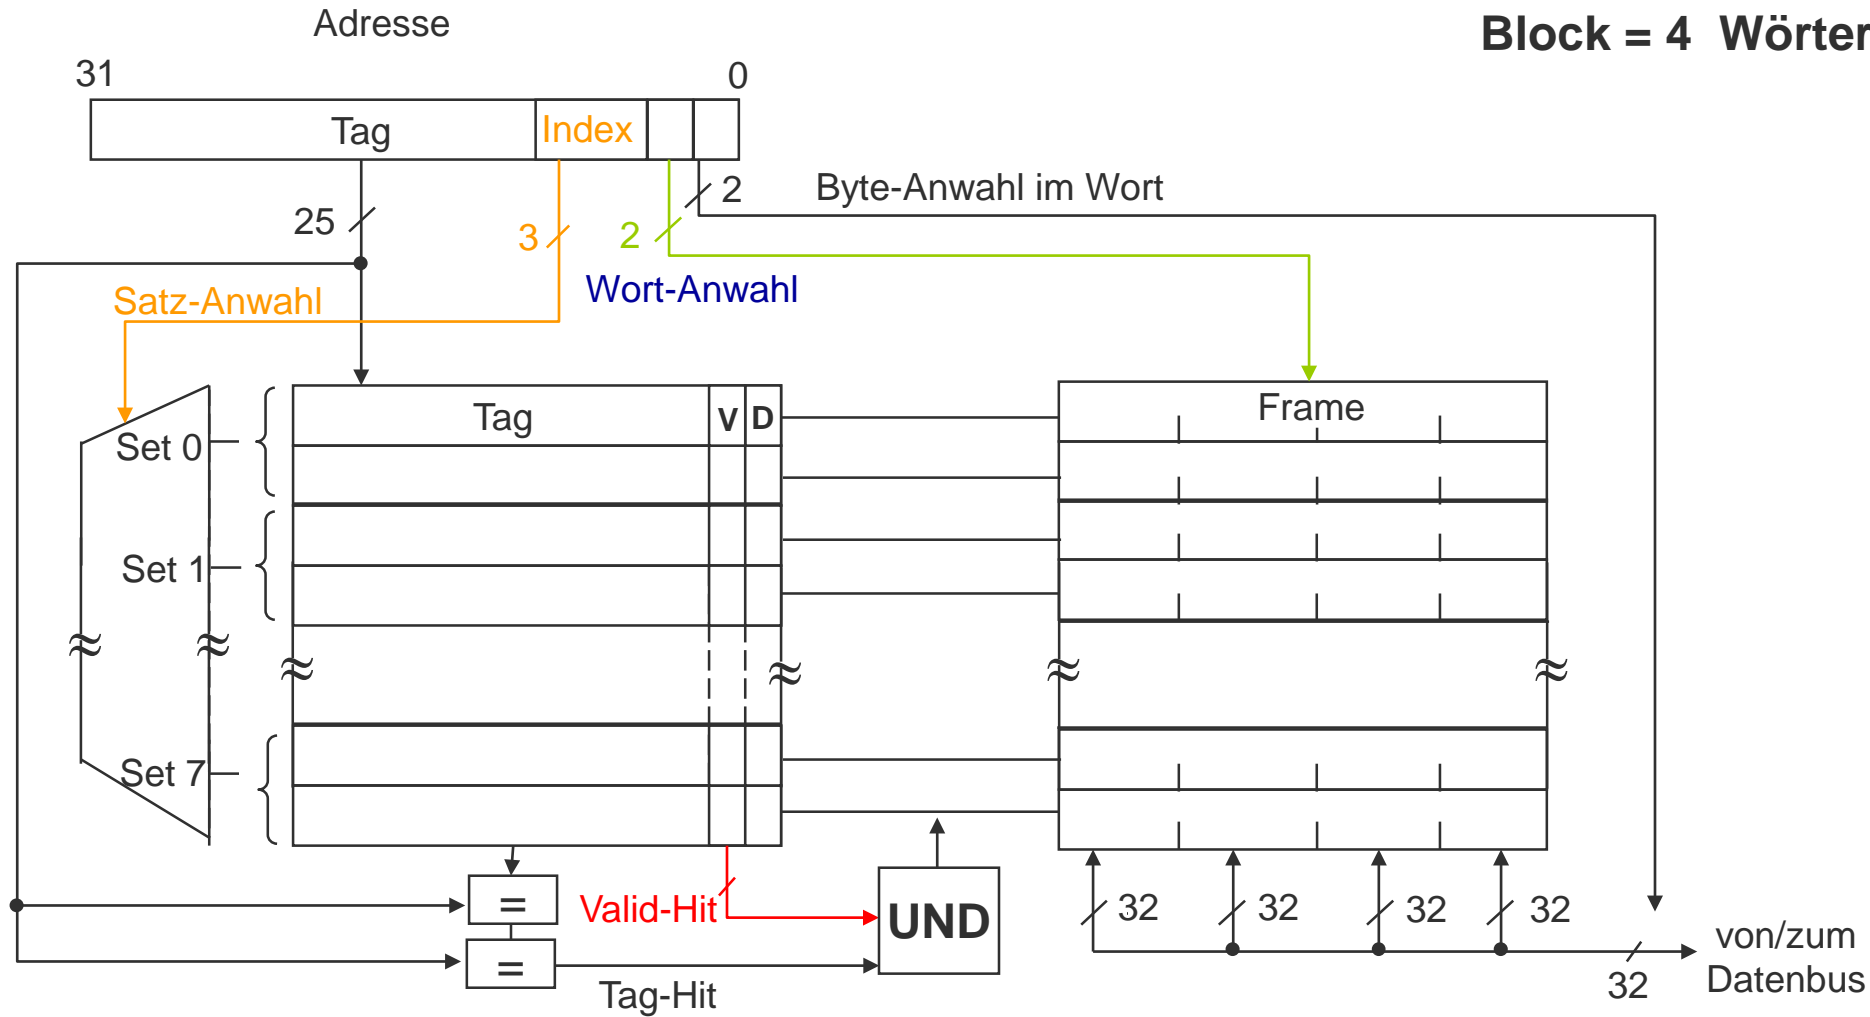 Adresse
Block = 4 Wörter
31
0
Tag
Index
2
Byte-Anwahl im Wort
25
3
2
Satz-Anwahl
Wort-Anwahl
Tag
V
D
Frame
Set 0
Set 1
≈ ≈ ≈ ≈ ≈ ≈
Set 7
=
Valid-Hit
UND
32
32
32
32
=
Tag-Hit
32
von/zum
Datenbus